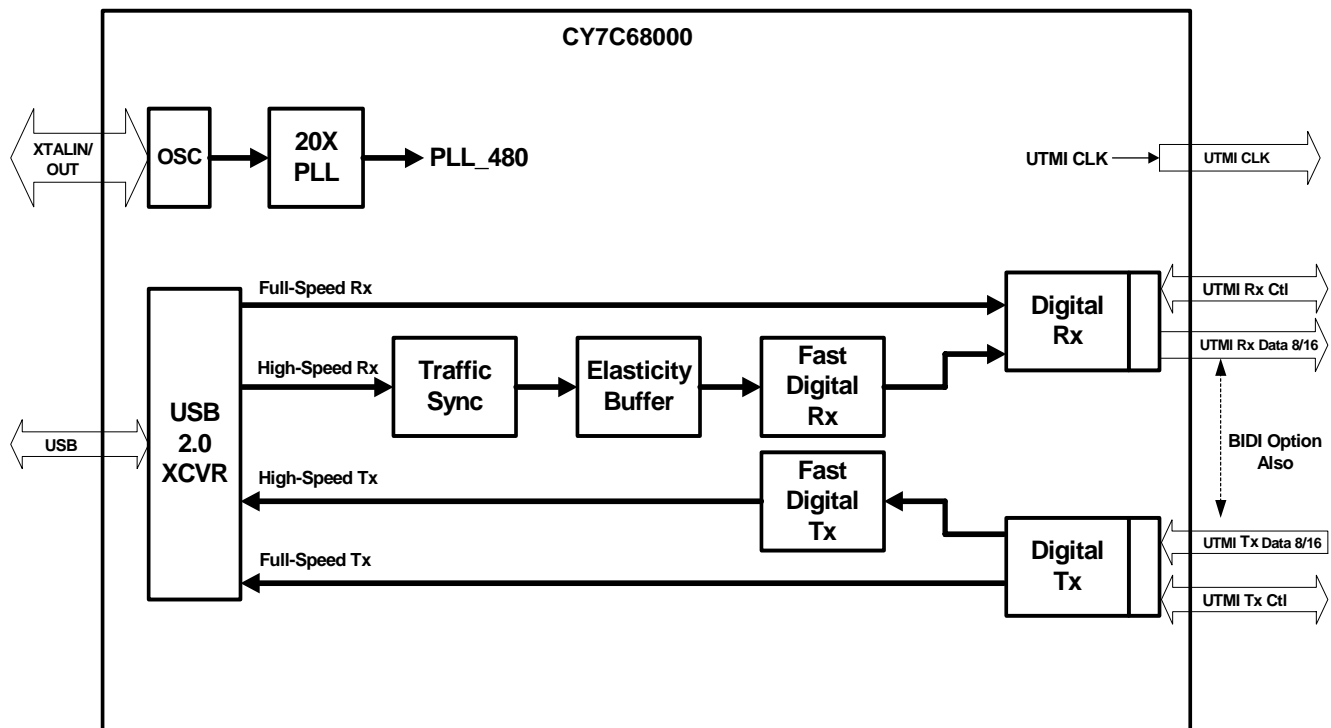 CY7C68000
XTALIN/
OUT
OSC
20X
PLL
PLL_480
UTMI CLK
UTMI CLK
Full-Speed Rx
Digital
Rx
UTMI Rx Ctl
UTMI Rx Data 8/16
High-Speed Rx
Traffic
Sync
Elasticity
Buffer
Fast
Digital
Rx
USB
USB
2.0
XCVR
BIDI Option
Also
High-Speed Tx
Fast
Digital
Tx
Full-Speed Tx
Digital
Tx
UTMI Tx Data 8/16
UTMI Tx Ctl